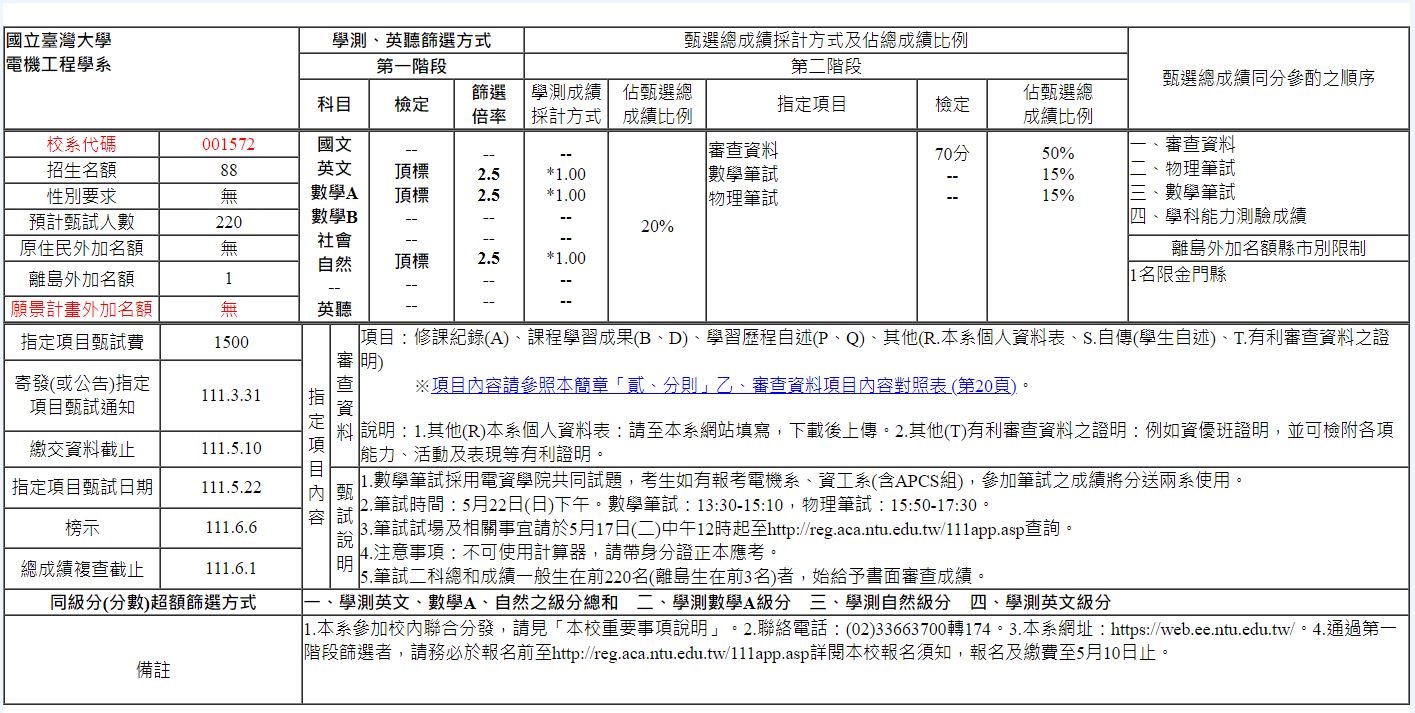 國立臺灣大學
電機工程學系
學測、英聽篩選方式
甄選總成績採計方式及佔總成績比例
甄選總成績同分參酌之順序
第一階段
第二階段
科目
檢定
篩選
倍率
學測成績
採計方式
佔甄選總
成績比例
指定項目
檢定
佔甄選總
成績比例
校系代碼 001572
招生名額 88
性別要求 無
預計甄試人數 220
原住民外加名額 無
離島外加名額 1
願景計畫外加名額 無
國文 -- -- --
英文 頂標 2.5 *1.00
數學A 頂標 2.5 *1.00
數學B -- -- --
社會 -- -- --
自然 頂標 2.5 *1.00
-- -- -- --
英聽 -- -- --
20%
審查資料 70分 50%
數學筆試 -- 15%
物理筆試 -- 15%
一、審查資料
二、物理筆試
三、數學筆試
四、學科能力測驗成績
離島外加名額縣市別限制
1名限金門縣
指定項目甄試費 1500
寄發(或公告)指定
項目甄試通知
111.3.31
繳交資料截止 111.5.10
指定項目甄試日期 111.5.22
榜示 111.6.6
總成績複查截止 111.6.1
指定項目內容
審查資料
項目：修課紀錄(A)、課程學習成果(B、D)、學習歷程自述(P、Q)、其他(R.本系個人資料表、S.自傳(學生自述)、T.有利審查資料之證
明)
※項目內容請參照本簡章「貳、分則」乙、審查資料項目內容對照表 (第20頁)。
說明：1.其他(R)本系個人資料表：請至本系網站填寫，下載後上傳。2.其他(T)有利審查資料之證明：例如資優班證明，並可檢附各項
能力、活動及表現等有利證明。
甄試說明
1.數學筆試採用電資學院共同試題，考生如有報考電機系、資工系(含APCS組)，參加筆試之成績將分送兩系使用。
2.筆試時間：5月22日(日)下午。數學筆試：13:30-15:10，物理筆試：15:50-17:30。
3.筆試試場及相關事宜請於5月17日(二)中午12時起至http://reg.aca.ntu.edu.tw/111app.asp查詢。
4.注意事項：不可使用計算器，請帶身分證正本應考。
5.筆試二科總和成績一般生在前220名(離島生在前3名)者，始給予書面審查成績。
同級分(分數)超額篩選方式
一、學測英文、數學A、自然之級分總和 二、學測數學A級分 三、學測自然級分 四、學測英文級分
備註
1.本系參加校內聯合分發，請見「本校重要事項說明」。2.聯絡電話：(02)33663700轉174。3.本系網址：https://web.ee.ntu.edu.tw/。4.通過第一
階段篩選者，請務必於報名前至http://reg.aca.ntu.edu.tw/111app.asp詳閱本校報名須知，報名及繳費至5月10日止。